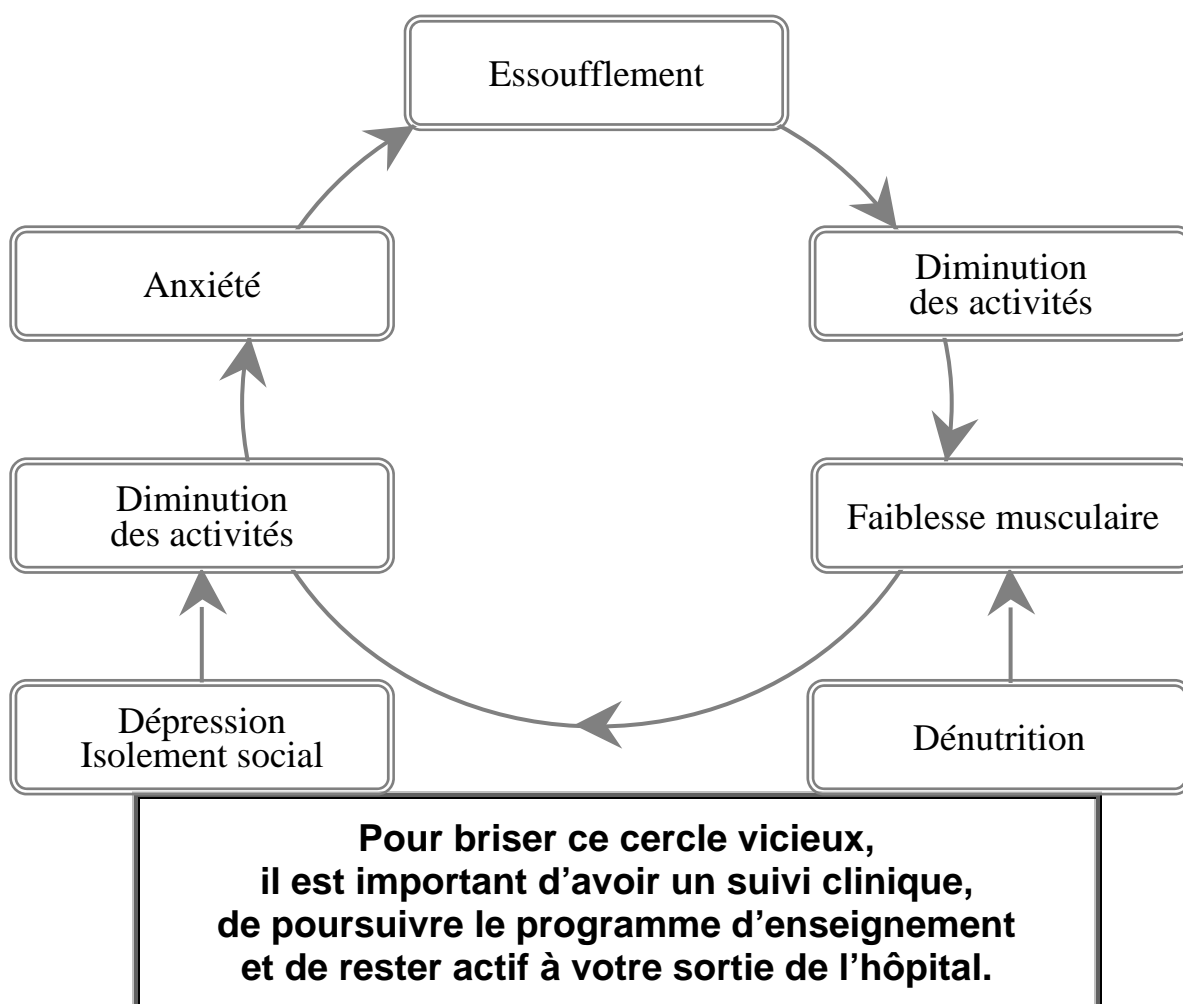 Essoufflement
Anxiété
Diminution
des activités
Diminution
des activités
Faiblesse musculaire
Dépression
Isolement social
Dénutrition
Pour briser ce cercle vicieux,
il est important d’avoir un suivi clinique,
de poursuivre le programme d’enseignement
et de rester actif à votre sortie de l’hôpital.